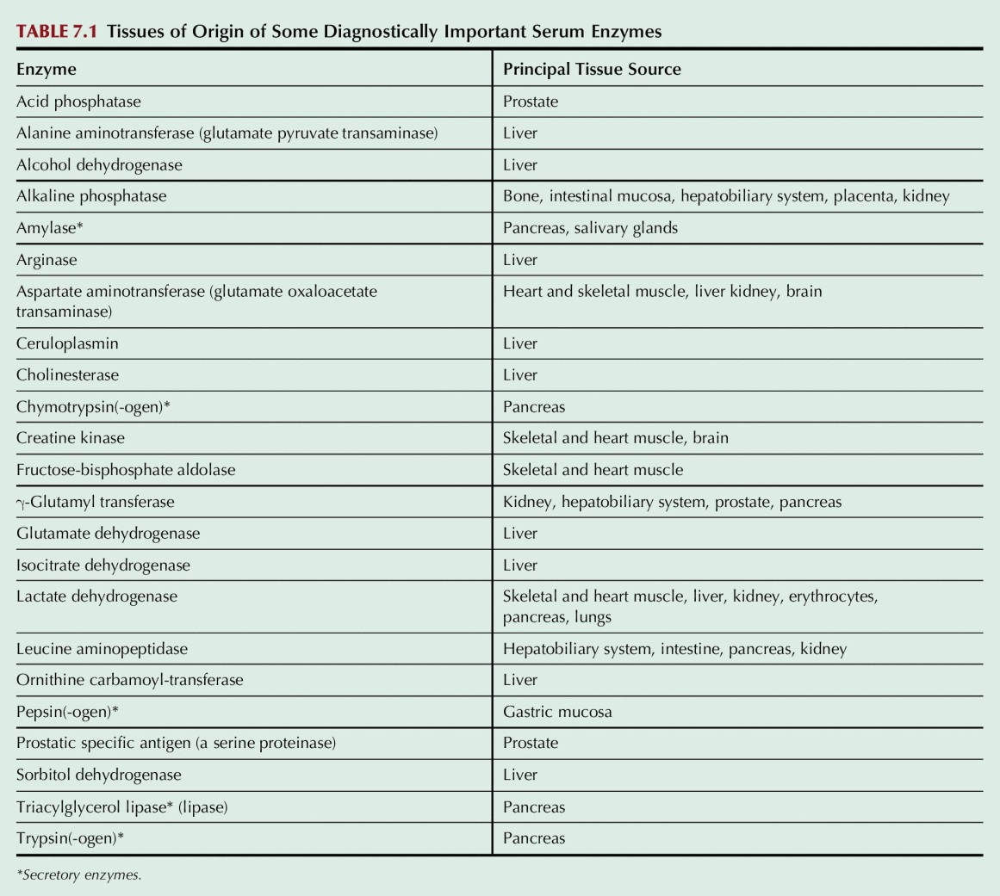 TABLE 7.1 Tissues of Origin of Some Diagnostically Important Serum Enzymes
Enzyme Principal Tissue Source
Acid phosphatase Prostate
Alanine aminotransferase (glutamate pyruvate transaminase) Liver
Alcohol dehydrogenase Liver
Alkaline phosphatase Bone, intestinal mucosa, hepatobiliary system, placenta, kidney
Amylase* Pancreas, salivary glands
Arginase Liver
Aspartate aminotransferase (glutamate oxaloacetate Heart and skeletal muscle, liver kidney, brain
transaminase)
Ceruloplasmin Liver
Cholinesterase Liver
Chymotrypsin(-ogen)* Pancreas
Creatine kinase Skeletal and heart muscle, brain
Fructose-bisphosphate aldolase Skeletal and heart muscle
γ-Glutamyl transferase Kidney, hepatobiliary system, prostate, pancreas
Glutamate dehydrogenase Liver
Isocitrate dehydrogenase Liver
Lactate dehydrogenase Skeletal and heart muscle, liver, kidney, erythrocytes,
pancreas, lungs
Leucine aminopeptidase Hepatobiliary system, intestine, pancreas, kidney
Ornithine carbamoyl-transferase Liver
Pepsin(-ogen)* Gastric mucosa
Prostatic specific antigen (a serine proteinase) Prostate
Sorbitol dehydrogenase Liver
Triacylglycerol lipase* (lipase) Pancreas
Trypsin(-ogen)* Pancreas
*Secretory enzymes.